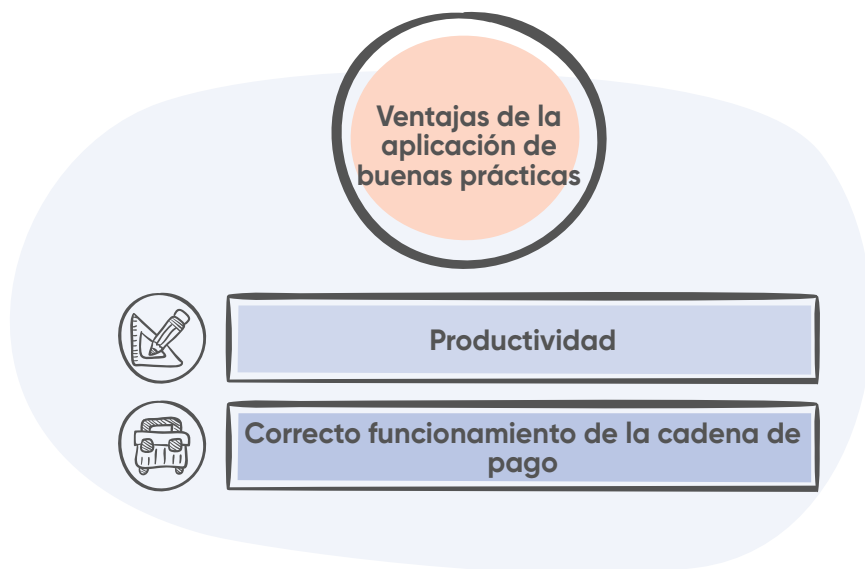 Ventajas de la
aplicación de
buenas prácticas
Productividad
Correcto funcionamiento de la cadena de
pago